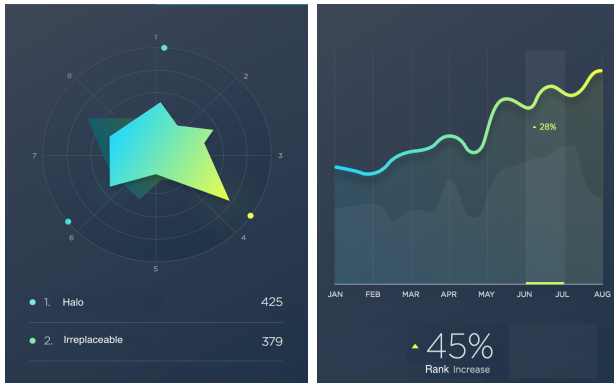 1
8
2
7
3
6
4
5
1. Halo 425
2. Irreplaceable 379
28%
JAN FEB MAR APR MAY JUN JUL AUG
45%
Rank Increase